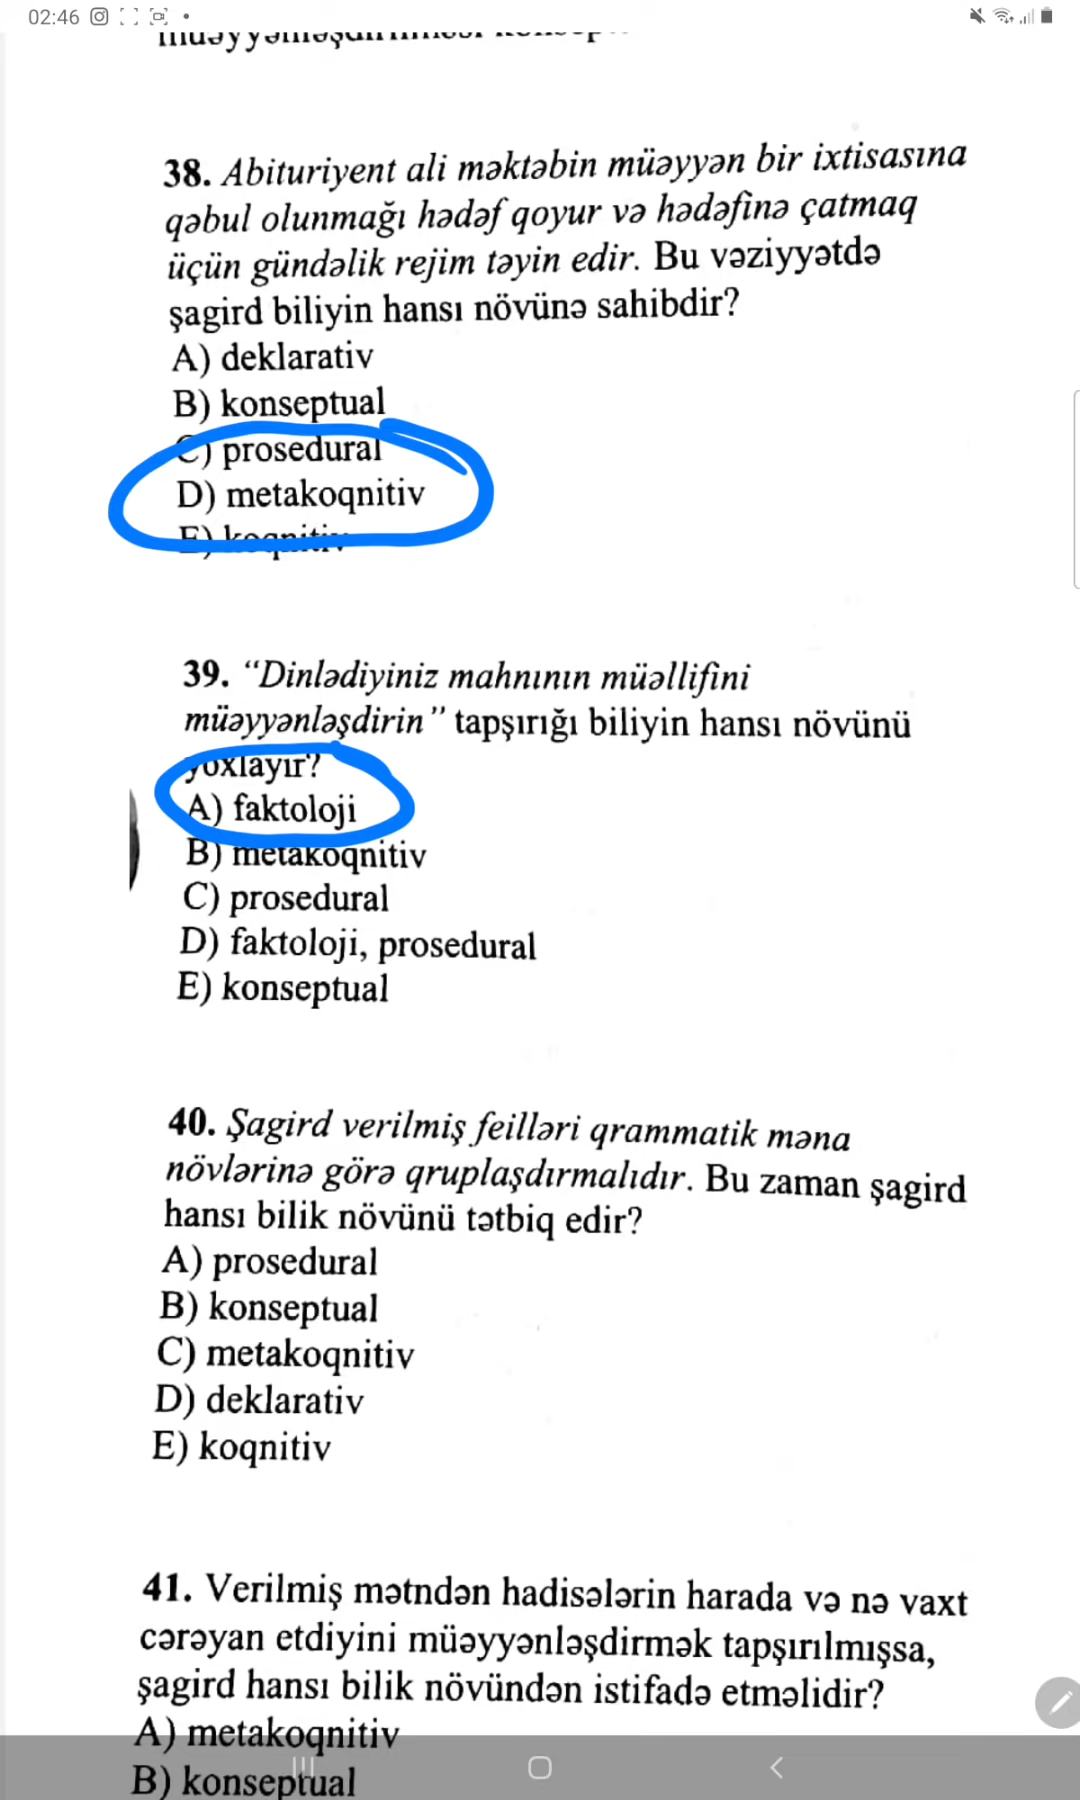 02:46
38. Abituriyent ali məktəbin müəyyən bir ixtisasına
qəbul olunmağı hədəf qoyur və hədəfinə çatmaq
üçün gündəlik rejim təyin edir. Bu vəziyyətdə
şagird biliyin hansı növünə sahibdir?
A) deklarativ
B) konseptual
C) prosedural
D) metakoqnitiv
E) koqnitiv
39. “Dinlədiyiniz mahnının müəllifini
müəyyənləşdirin” tapşırığı biliyin hansı növünü
yoxlayır?
A) faktoloji
B) metakoqnitiv
C) prosedural
D) faktoloji, prosedural
E) konseptual
40. Şagird verilmiş feilləri qrammatik məna
növlərinə görə qruplaşdırmalıdır. Bu zaman şagird
hansı bilik növünü tətbiq edir?
A) prosedural
B) konseptual
C) metakoqnitiv
D) deklarativ
E) koqnitiv
41. Verilmiş mətndən hadisələrin harada və nə vaxt
cərəyan etdiyini müəyyənləşdirmək tapşırılmışsa,
şagird hansı bilik növündən istifadə etməlidir?
A) metakoqnitiv
B) konseptual